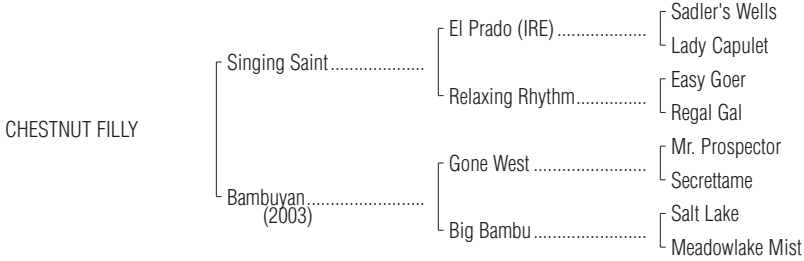 Sadler's Wells
El Prado (IRE) ....................
Lady Capulet
Singing Saint.....................
Easy Goer
Relaxing Rhythm................
Regal Gal
CHESTNUT FILLY
Mr. Prospector
Gone West .........................
Secrettame
Bambuyan..........................
(2003)
Salt Lake
Big Bambu.........................
Meadowlake Mist